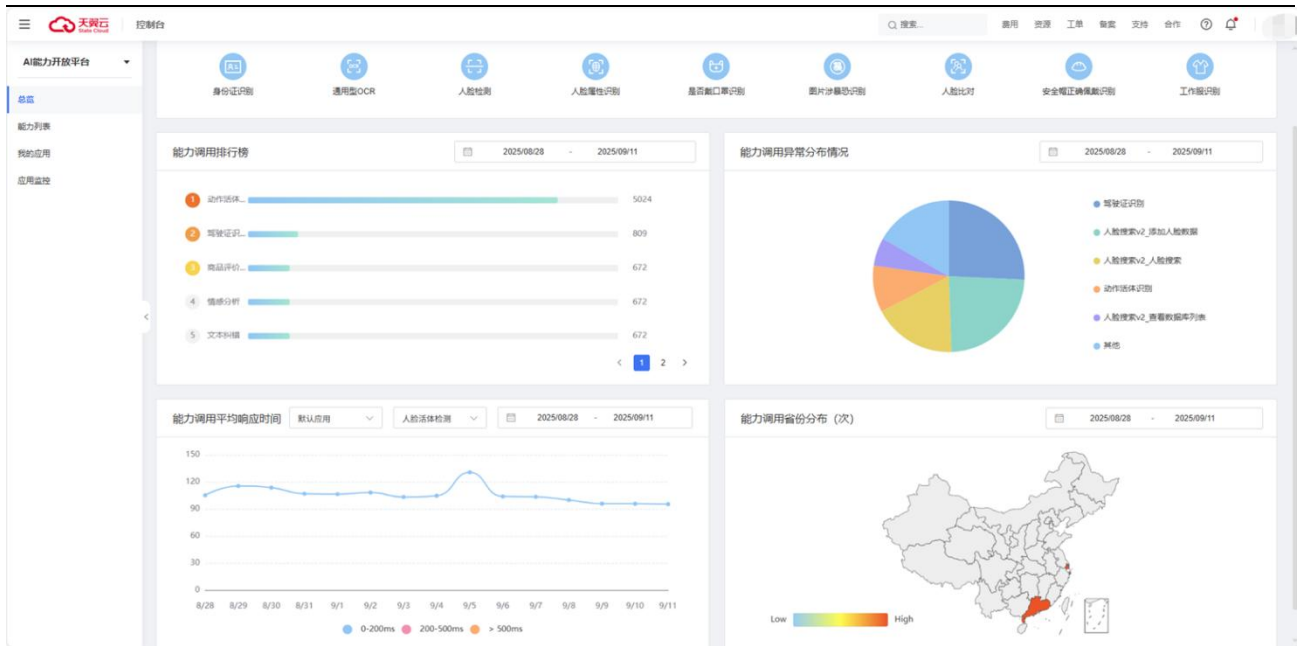 天翼云
State Cloud
控制台
搜索...
费用 资源 工单 备案 支持 合作
AI能力开放平台
总览
能力列表
我的应用
应用监控
身份证识别 通用型OCR 人脸检测 人脸属性识别 是否戴口罩识别 图片涉暴恐识别 人脸比对 安全帽正确佩戴识别 工作服识别
能力调用排行榜 2025/08/28 - 2025/09/11
1 动作活体... 5024
2 驾驶证识... 809
3 商品评价... 672
4 情感分析 672
5 文本纠错 672
< 1 2 >
能力调用异常分布情况 2025/08/28 - 2025/09/11
驾驶证识别
人脸搜索v2_添加人脸数据
人脸搜索v2_人脸搜索
动作活体识别
人脸搜索v2_查看数据库列表
其他
能力调用平均响应时间 默认应用 人脸活体检测 2025/08/28 - 2025/09/11
150
120
90
60
30
0
8/28 8/29 8/30 8/31 9/1 9/2 9/3 9/4 9/5 9/6 9/7 9/8 9/9 9/10 9/11
0-200ms 200-500ms > 500ms
能力调用省份分布（次） 2025/08/28 - 2025/09/11
Low High